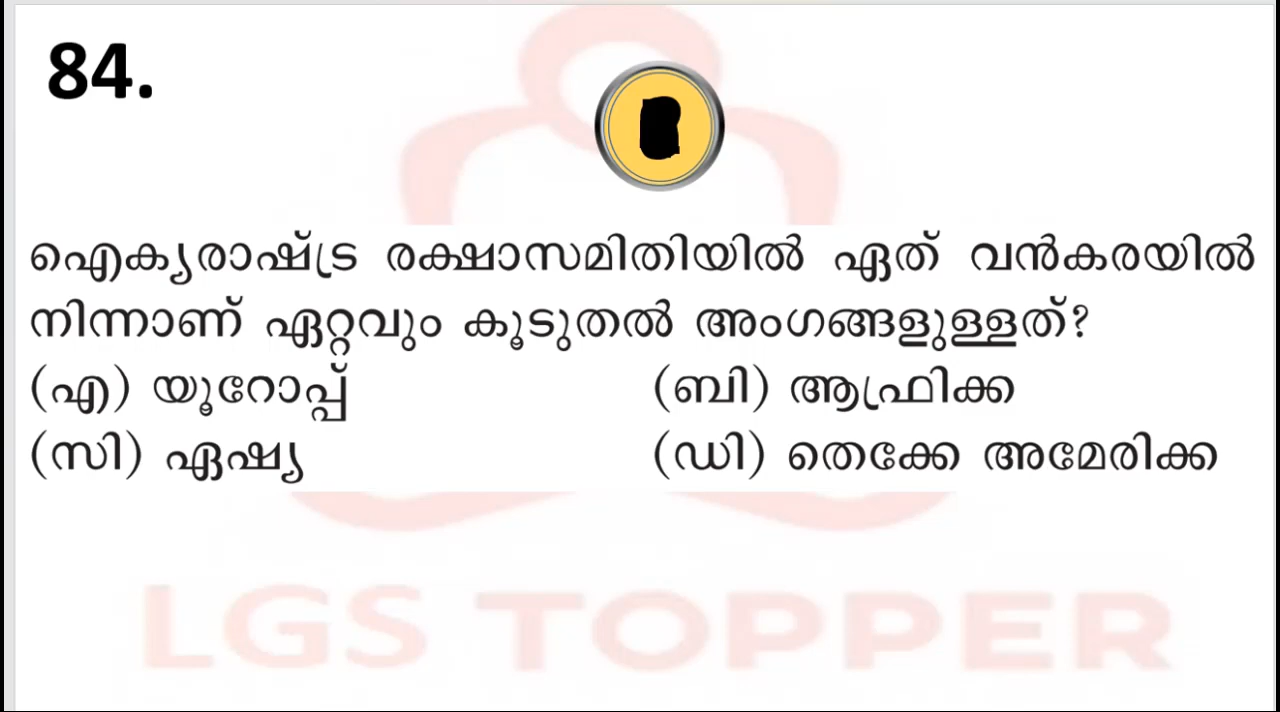 84.
ഐക്യരാഷ്ട്ര രക്ഷാസമിതിയിൽ ഏത് വൻകരയിൽ
നിന്നാണ് ഏറ്റവും കൂടുതൽ അംഗങ്ങളുള്ളത്?
(എ) യൂറോപ്പ് (ബി) ആഫ്രിക്ക
(സി) ഏഷ്യ (ഡി) തെക്കേ അമേരിക്ക
LGS TOPPER